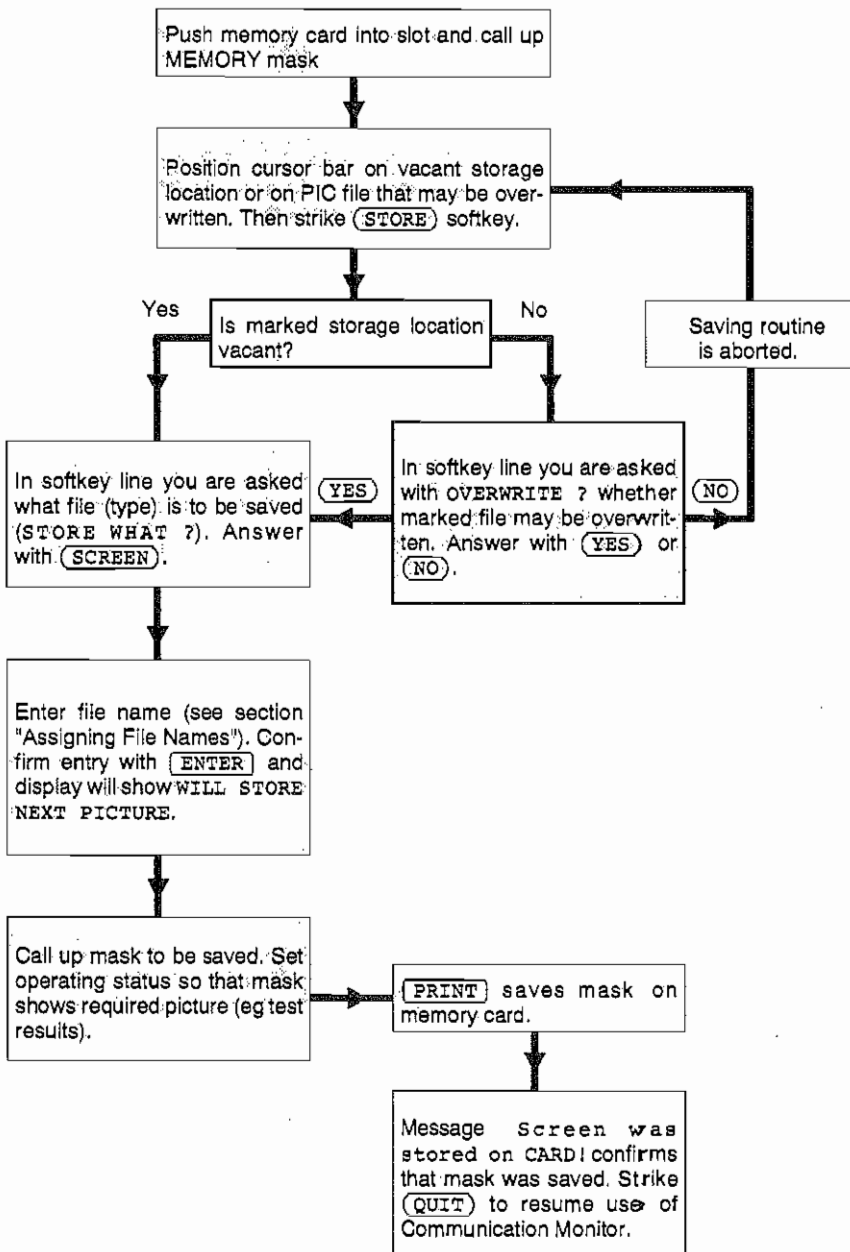 Push memory card into slot and call up
MEMORY mask
Position cursor bar on vacant storage
location or on PIC file that may be over-
written. Then strike (STORE) softkey.
Yes
Is marked storage location
vacant?
No
Saving routine
is aborted.
In softkey line you are asked
what file (type) is to be saved
(STORE WHAT ?). Answer
with (SCREEN).
(YES)
In softkey line you are asked
with OVERWRITE ? whether
marked file may be overwrit-
ten. Answer with (YES) or
(NO).
(NO)
Enter file name (see section
"Assigning File Names"). Con-
firm entry with [ENTER] and
display will show WILL STORE
NEXT PICTURE.
Call up mask to be saved. Set
operating status so that mask
shows required picture (eg test
results).
[PRINT] saves mask on
memory card.
Message Screen was
stored on CARD! confirms
that mask was saved. Strike
(QUIT) to resume use of
Communication Monitor.